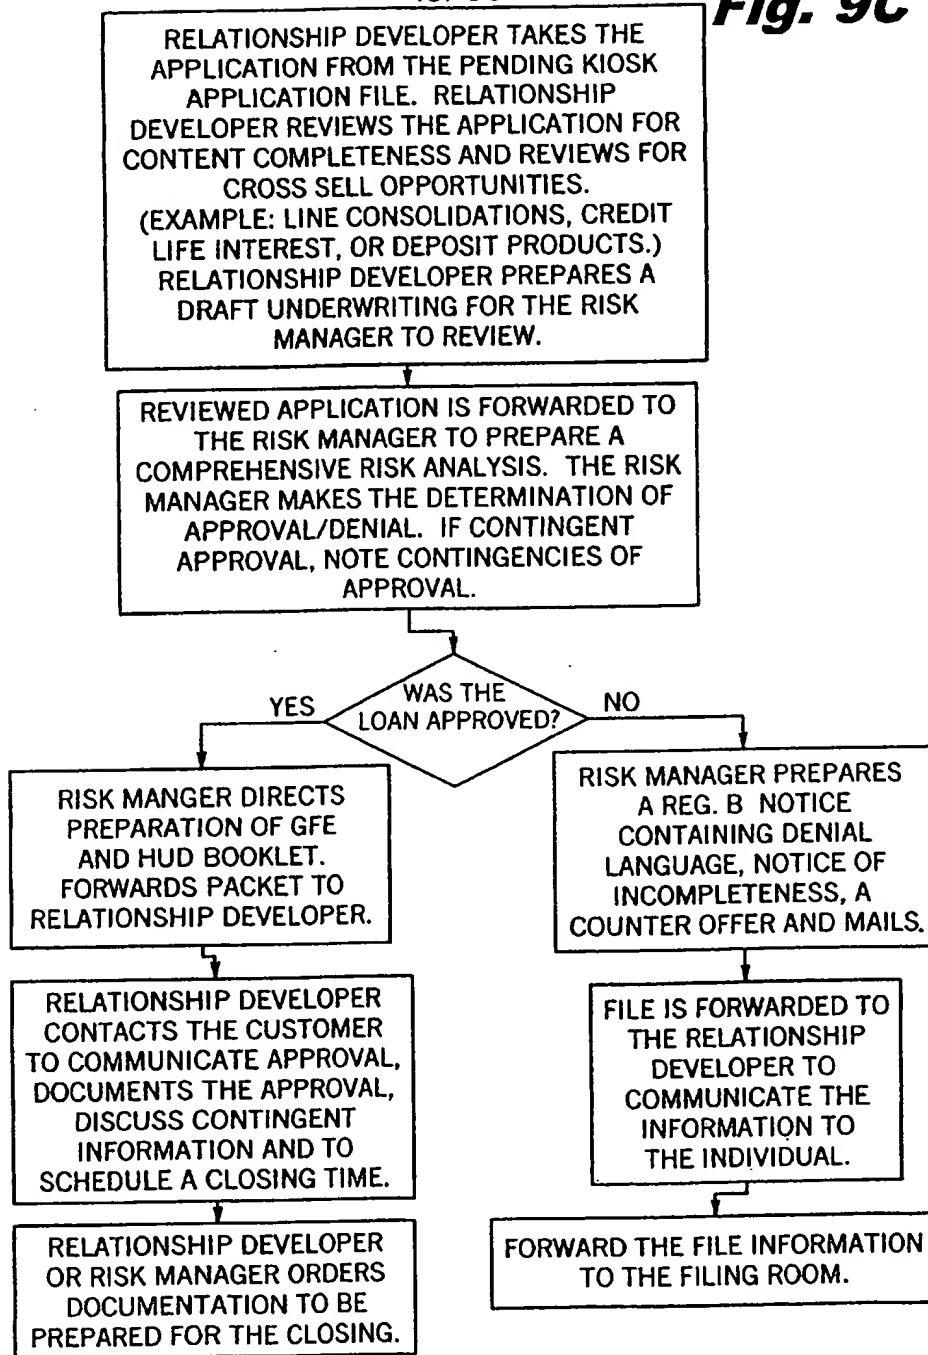 Fig. 9C
RELATIONSHIP DEVELOPER TAKES THE
APPLICATION FROM THE PENDING KIOSK
APPLICATION FILE. RELATIONSHIP
DEVELOPER REVIEWS THE APPLICATION FOR
CONTENT COMPLETENESS AND REVIEWS FOR
CROSS SELL OPPORTUNITIES.
(EXAMPLE: LINE CONSOLIDATIONS, CREDIT
LIFE INTEREST, OR DEPOSIT PRODUCTS.)
RELATIONSHIP DEVELOPER PREPARES A
DRAFT UNDERWRITING FOR THE RISK
MANAGER TO REVIEW.
REVIEWED APPLICATION IS FORWARDED TO
THE RISK MANAGER TO PREPARE A
COMPREHENSIVE RISK ANALYSIS. THE RISK
MANAGER MAKES THE DETERMINATION OF
APPROVAL/DENIAL. IF CONTINGENT
APPROVAL, NOTE CONTINGENCIES OF
APPROVAL.
WAS THE
LOAN APPROVED?
YES
NO
RISK MANGER DIRECTS
PREPARATION OF GFE
AND HUD BOOKLET.
FORWARDS PACKET TO
RELATIONSHIP DEVELOPER.
RELATIONSHIP DEVELOPER
CONTACTS THE CUSTOMER
TO COMMUNICATE APPROVAL,
DOCUMENTS THE APPROVAL,
DISCUSS CONTINGENT
INFORMATION AND TO
SCHEDULE A CLOSING TIME.
RELATIONSHIP DEVELOPER
OR RISK MANAGER ORDERS
DOCUMENTATION TO BE
PREPARED FOR THE CLOSING.
RISK MANAGER PREPARES
A REG. B NOTICE
CONTAINING DENIAL
LANGUAGE, NOTICE OF
INCOMPLETENESS, A
COUNTER OFFER AND MAILS.
FILE IS FORWARDED TO
THE RELATIONSHIP
DEVELOPER TO
COMMUNICATE THE
INFORMATION TO
THE INDIVIDUAL.
FORWARD THE FILE INFORMATION
TO THE FILING ROOM.